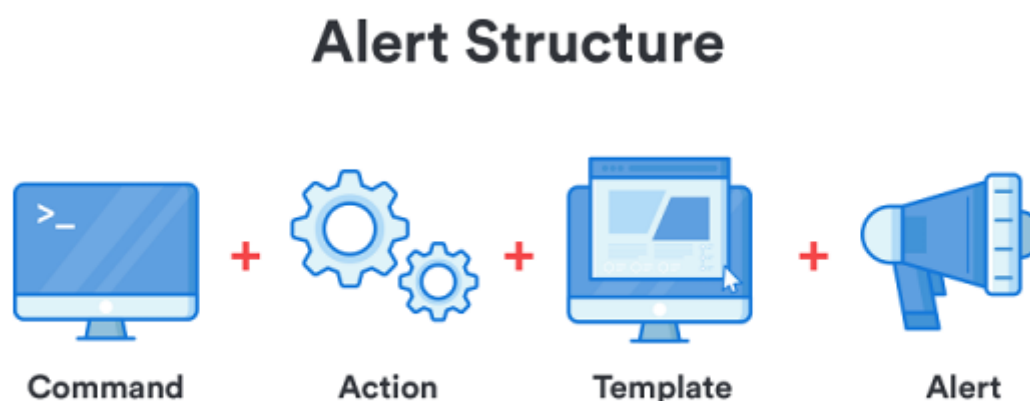 Alert Structure
>_
+ + +
Command Action Template Alert